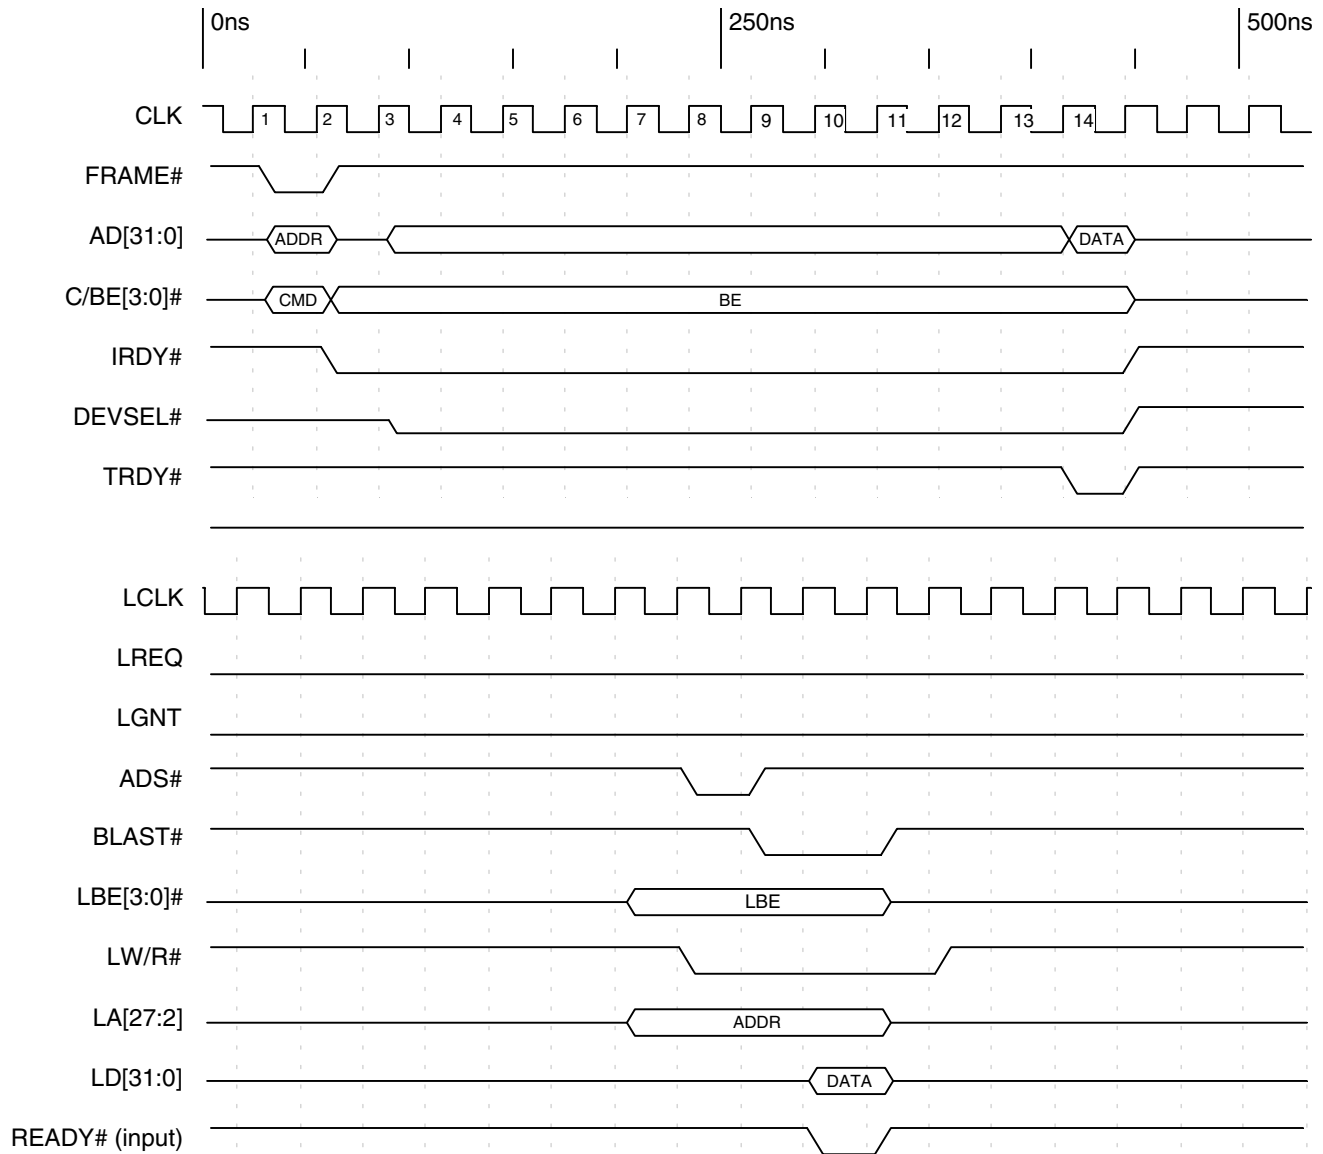 0ns 250ns 500ns
CLK 1 2 3 4 5 6 7 8 9 10 11 12 13 14
FRAME#
AD[31:0] ADDR DATA
C/BE[3:0]# CMD BE
IRDY#
DEVSEL#
TRDY#
LCLK
LREQ
LGNT
ADS#
BLAST#
LBE[3:0]# LBE
LW/R#
LA[27:2] ADDR
LD[31:0] DATA
READY# (input)